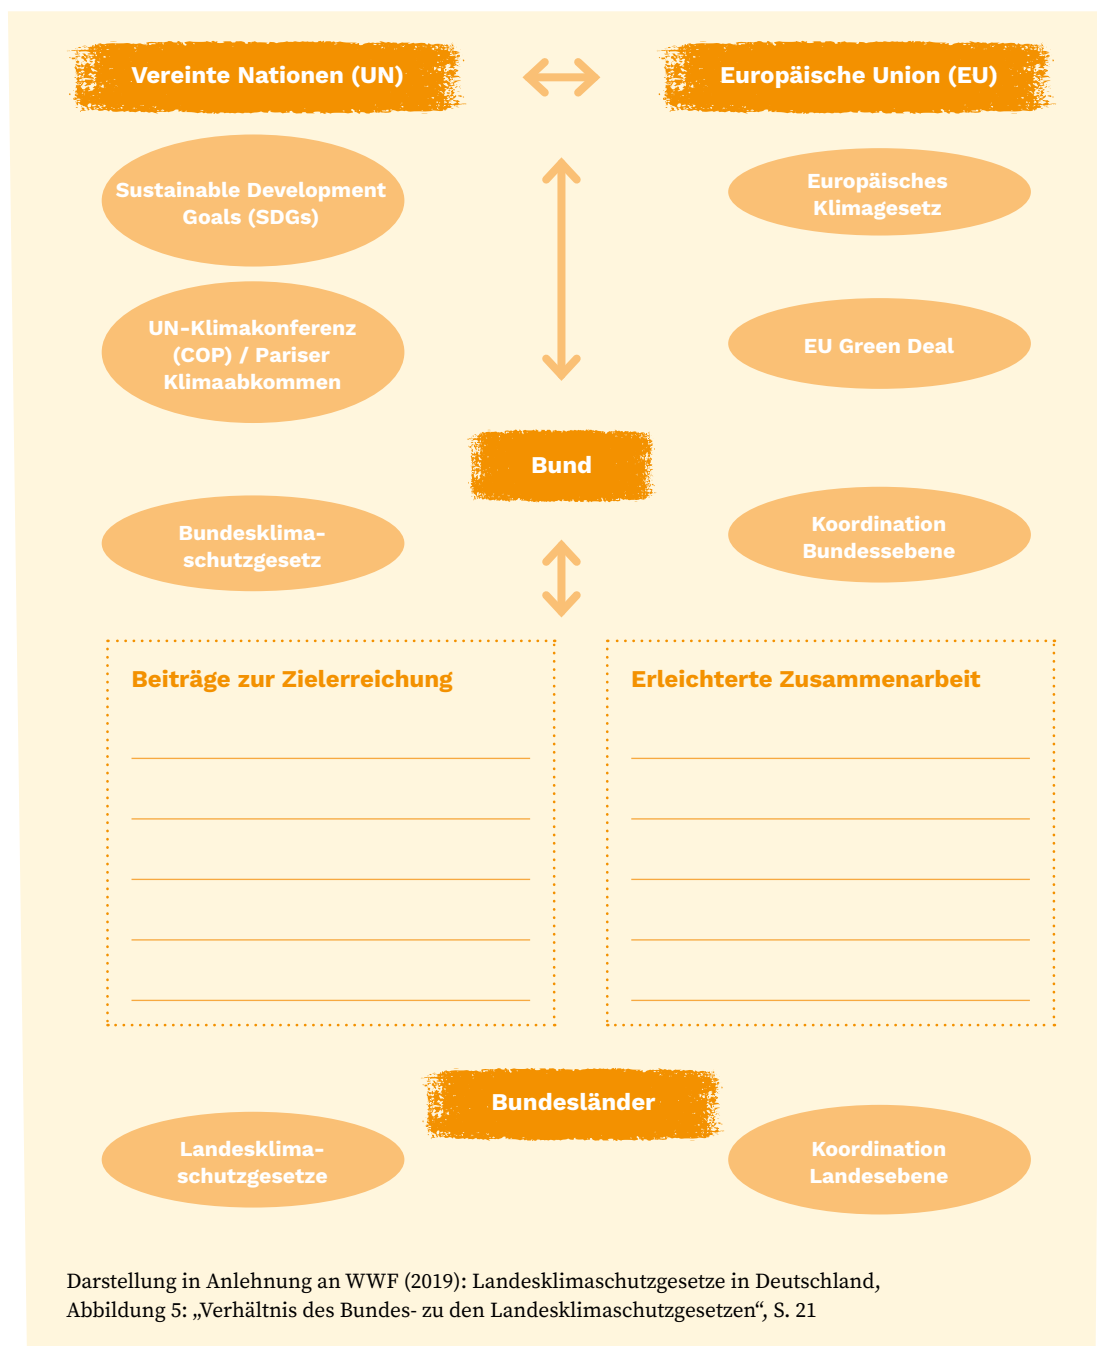 Vereinte Nationen (UN)
Europäische Union (EU)
Sustainable Development
Goals (SDGs)
Europäisches
Klimagesetz
UN-Klimakonferenz
(COP) / Pariser
Klimaabkommen
EU Green Deal
Bund
Bundesklima-
schutzgesetz
Koordination
Bundessebene
Beiträge zur Zielerreichung
Erleichterte Zusammenarbeit
Bundesländer
Landesklima-
schutzgesetze
Koordination
Landesebene
Darstellung in Anlehnung an WWF (2019): Landesklimaschutzgesetze in Deutschland,
Abbildung 5: „Verhältnis des Bundes- zu den Landesklimaschutzgesetzen“, S. 21